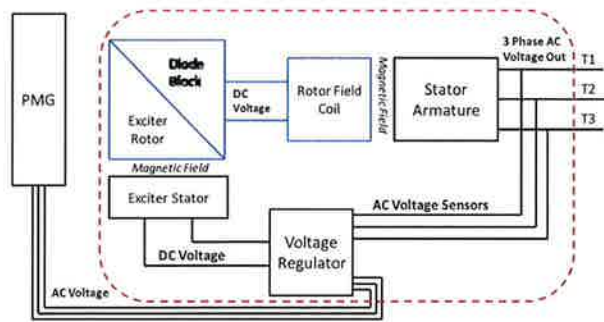 3 Phase AC
Voltage Out
T1
T2
T3
PMG
Diode
Block
Exciter
Rotor
DC
Voltage
Rotor Field
Coil
Magnetic Field
Stator
Armature
Magnetic Field
Exciter Stator
AC Voltage Sensors
Voltage
Regulator
DC Voltage
AC Voltage